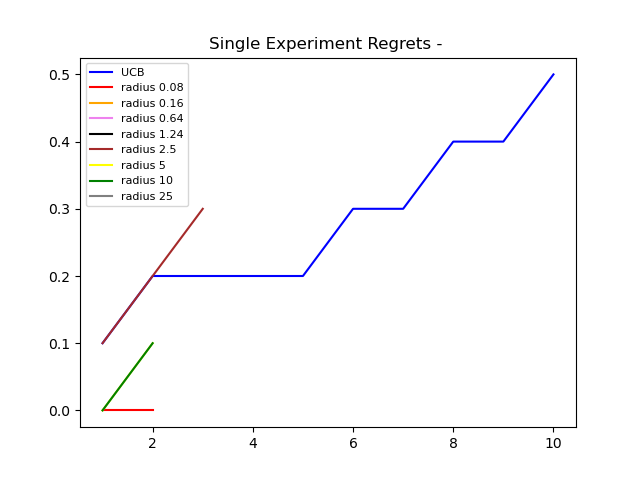 Single Experiment Regrets -
0.5
0.4
0.3
0.2
0.1
0.0
UCB
radius 0.08
radius 0.16
radius 0.64
radius 1.24
radius 2.5
radius 5
radius 10
radius 25
2
4
6
8
10